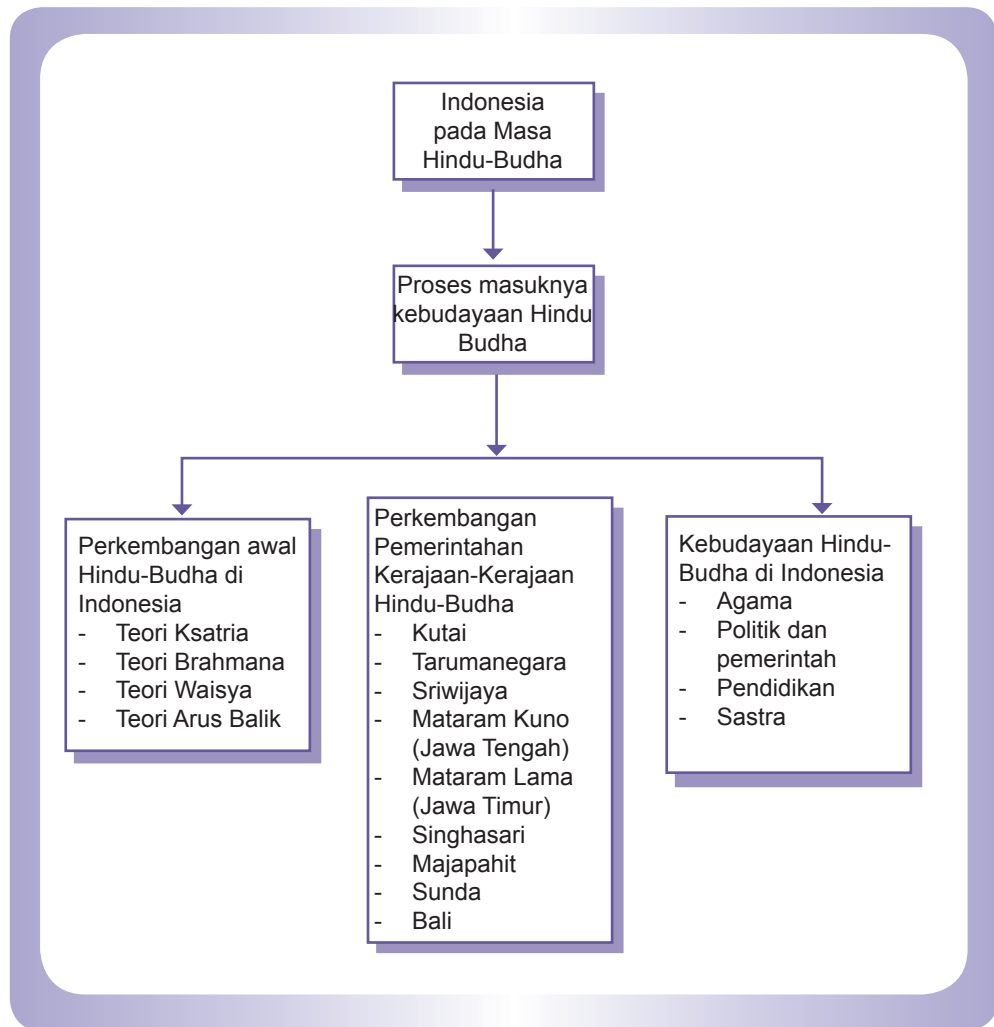 Indonesia
pada Masa
Hindu-Budha
Proses masuknya
kebudayaan Hindu
Budha
Perkembangan awal
Hindu-Budha di
Indonesia
- Teori Ksatria
- Teori Brahmana
- Teori Waisya
- Teori Arus Balik
Perkembangan
Pemerintahan
Kerajaan-Kerajaan
Hindu-Budha
- Kutai
- Tarumanegara
- Sriwijaya
- Mataram Kuno
(Jawa Tengah)
- Mataram Lama
(Jawa Timur)
- Singhasari
- Majapahit
- Sunda
- Bali
Kebudayaan Hindu-
Budha di Indonesia
- Agama
- Politik dan
pemerintah
- Pendidikan
- Sastra